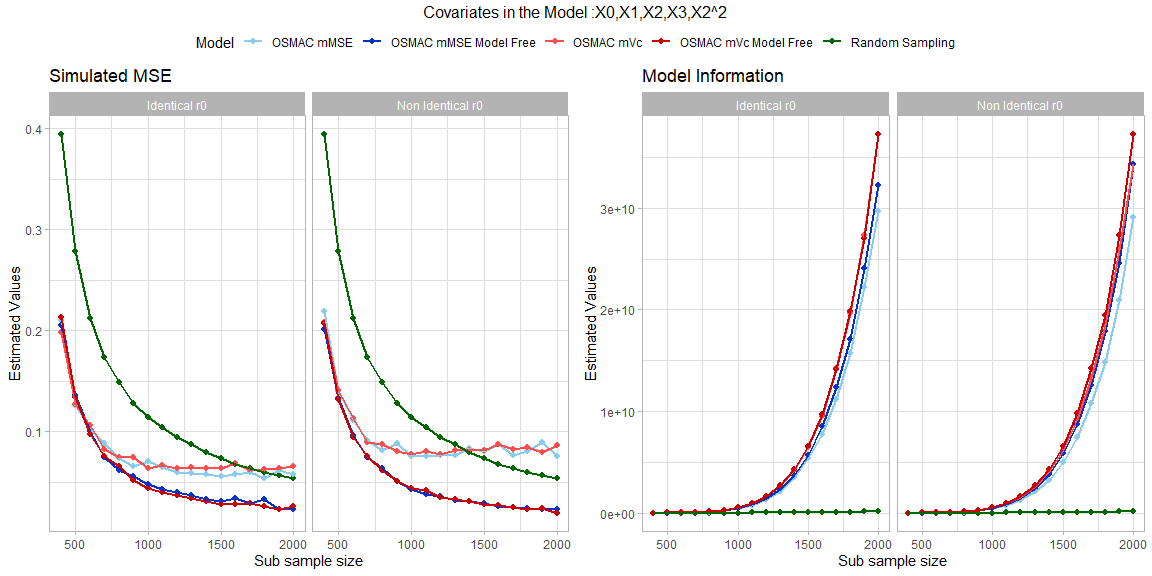 Covariates in the Model :X0,X1,X2,X3,X2^2
Model OSMAC mMSE OSMAC mMSE Model Free OSMAC mVc OSMAC mVc Model Free Random Sampling
Simulated MSE
Identical r0 Non Identical r0
Estimated Values
0.4
0.3
0.2
0.1
500 1000 1500 2000 500 1000 1500 2000
Sub sample size
Model Information
Identical r0 Non Identical r0
Estimated Values
3e+10
2e+10
1e+10
0e+00
500 1000 1500 2000 500 1000 1500 2000
Sub sample size